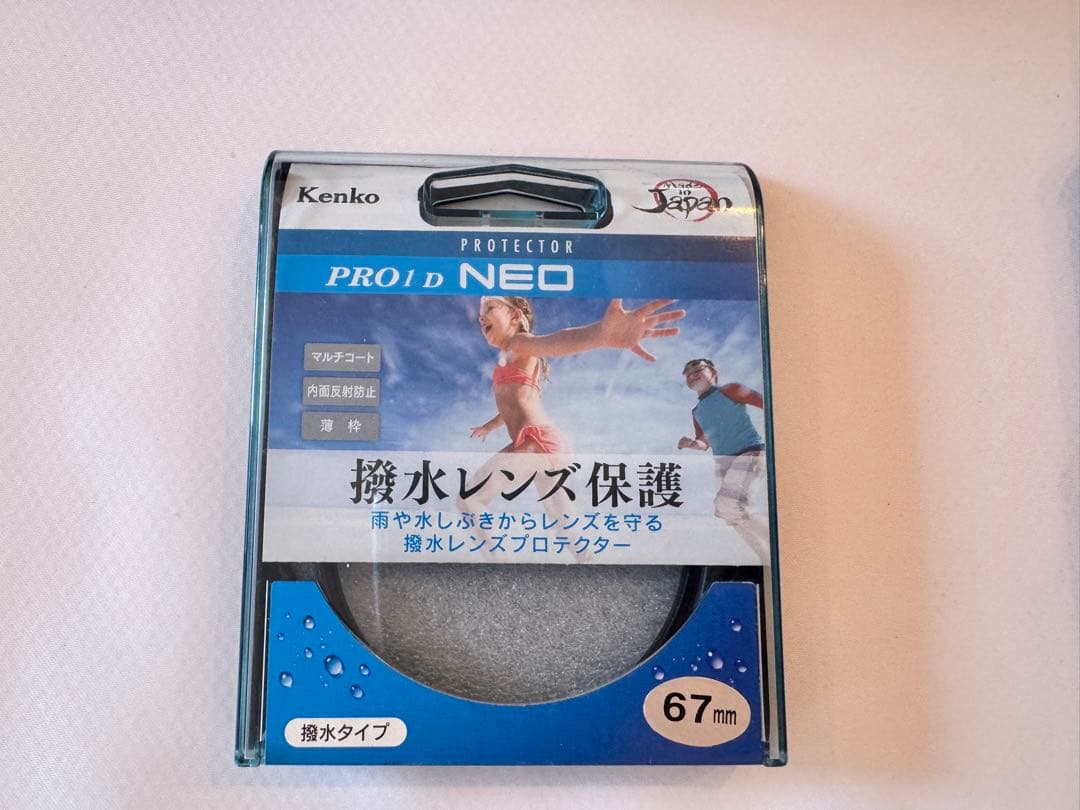 Kenko
Made in Japan
PROTECTOR
PRO1D NEO
マルチコート
内面反射防止
薄枠
撥水レンズ保護
雨や水しぶきからレンズを守る
撥水レンズプロテクター
67mm
撥水タイプ